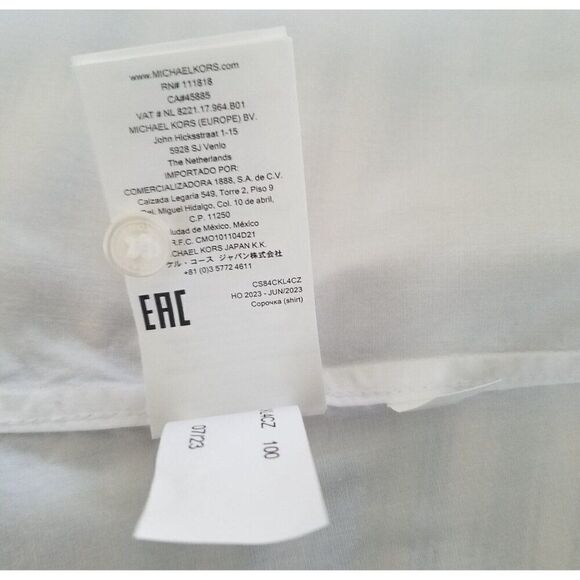 www.MICHAELKORS.com
RN# 111818
CA#45885
VAT # NL 8221.17.964.B01
MICHAEL KORS (EUROPE) BV.
John Hicksstraat 1-15
5928 SJ Venlo
The Netherlands
IMPORTADO POR:
COMERCIALIZADORA 1888, S.A. de C.V.
Calzada Legaria 549, Torre 2, Piso 9
Miguel Hidalgo, Col. 10 de abril,
C.P. 11250
udad de México, México
R.F.C. CMO101104D21
CHAEL KORS JAPAN K.K.
ケル・コース ジャパン株式会社
+81 (0)3 5772 4611
CS84CKL4CZ
HO 2023 - JUN/2023
Сорочка (shirt)
EAC
4CZ 100
07/23